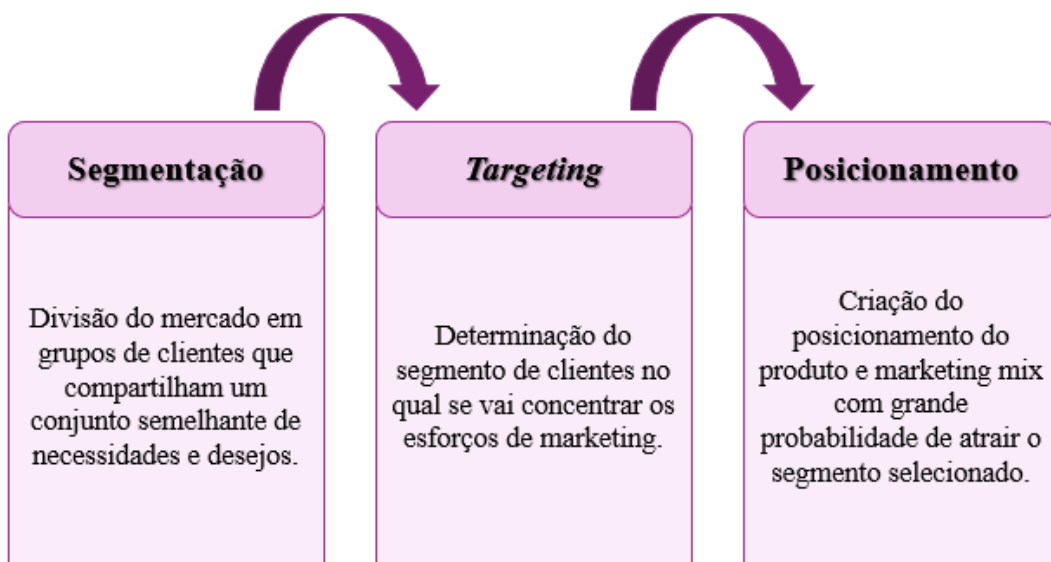 Segmentação
Divisão do mercado em
grupos de clientes que
compartilham um
conjunto semelhante de
necessidades e desejos.
Targeting
Determinação do
segmento de clientes no
qual se vai concentrar os
esforços de marketing.
Posicionamento
Criação do
posicionamento do
produto e marketing mix
com grande
probabilidade de atrair o
segmento selecionado.